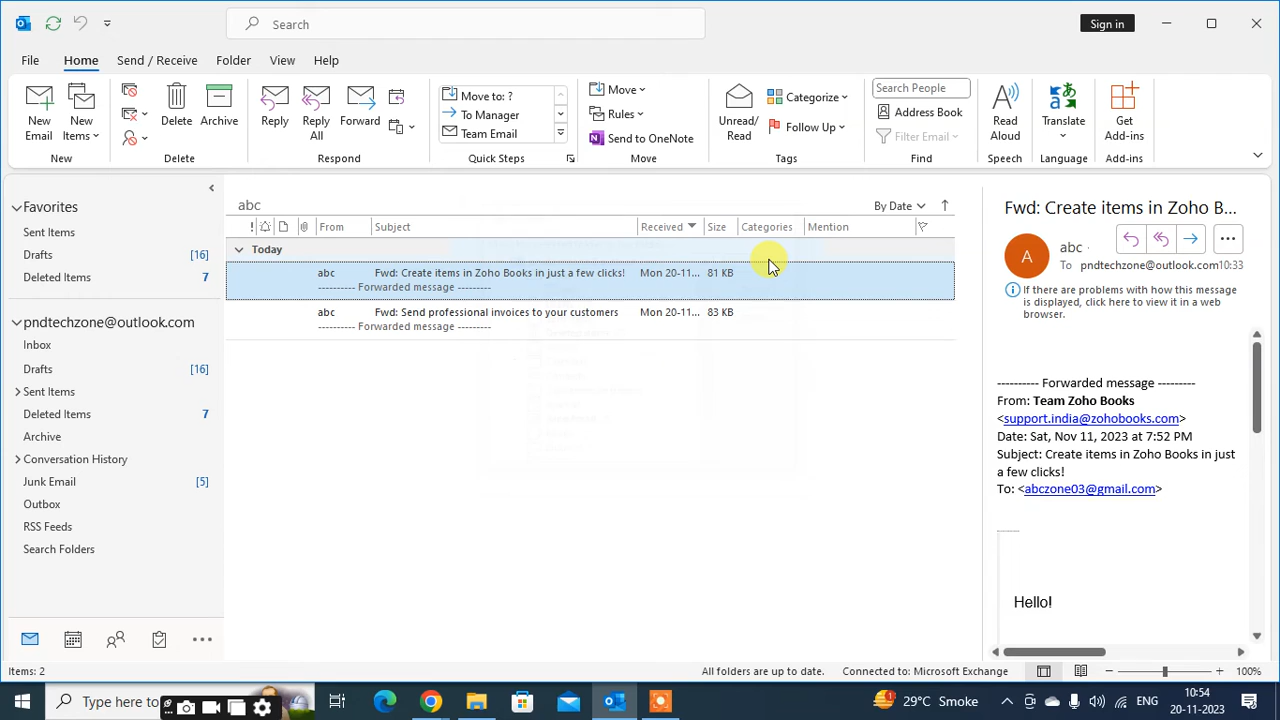 Search
Sign in
File Home Send / Receive Folder View Help
New Email
New Items
Delete
Archive
Reply
Reply All
Forward
Move to: ?
To Manager
Team Email
Move
Rules
Send to OneNote
Unread/ Read
Categorize
Follow Up
Search People
Address Book
Filter Email
Read Aloud
Translate
Get Add-ins
New Delete Respond Quick Steps Move Tags Find Speech Language Add-ins
Favorites
Sent Items
Drafts [16]
Deleted Items 7
pndtechzone@outlook.com
Inbox
Drafts [16]
Sent Items
Deleted Items 7
Archive
Conversation History
Junk Email [5]
Outbox
RSS Feeds
Search Folders
abc By Date
! From Subject Received Size Categories Mention
Today
abc Fwd: Create items in Zoho Books in just a few clicks! Mon 20-11... 81 KB
---------- Forwarded message ---------
abc Fwd: Send professional invoices to your customers Mon 20-11... 83 KB
---------- Forwarded message ---------
Fwd: Create items in Zoho B...
A
abc
To pndtechzone@outlook.com 10:33
If there are problems with how this message
is displayed, click here to view it in a web
browser.
---------- Forwarded message ---------
From: Team Zoho Books
<support.india@zohobooks.com>
Date: Sat, Nov 11, 2023 at 7:52 PM
Subject: Create items in Zoho Books in just
a few clicks!
To: <abczone03@gmail.com>
Hello!
Items: 2 All folders are up to date. Connected to: Microsoft Exchange 100%
Type here to 29°C Smoke ENG 10:54
20-11-2023